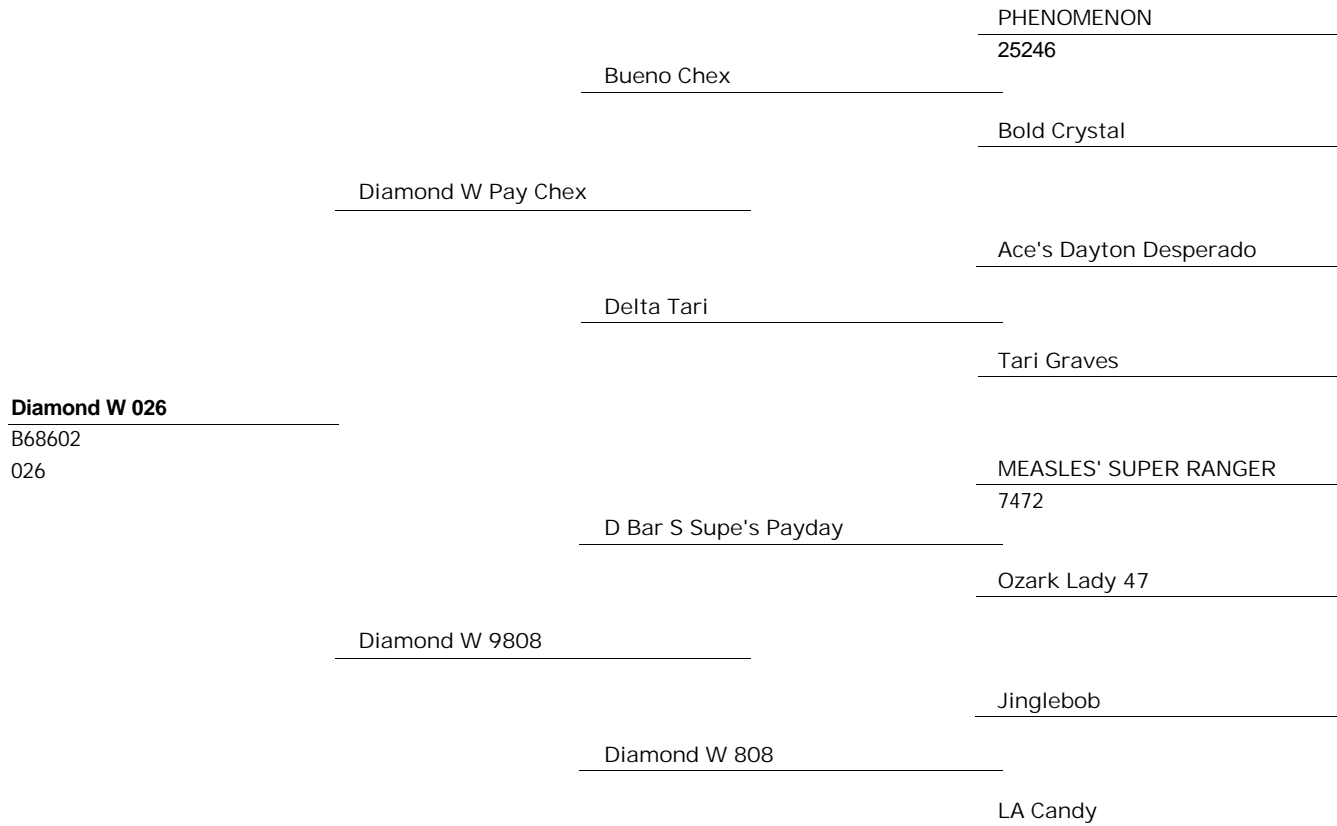 PHENOMENON
25246
Bueno Chex
Bold Crystal
Diamond W Pay Chex
Ace's Dayton Desperado
Delta Tari
Tari Graves
Diamond W 026
B68602
026
MEASLES' SUPER RANGER
7472
D Bar S Supe's Payday
Ozark Lady 47
Diamond W 9808
Jinglebob
Diamond W 808
LA Candy